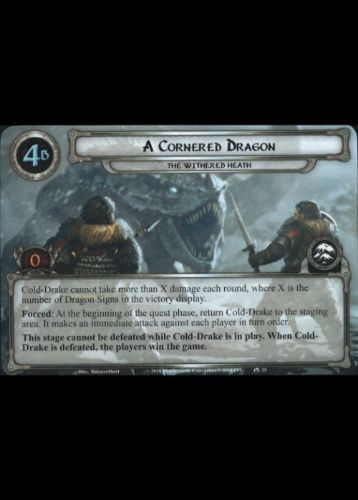 4B
A CORNERED DRAGON
THE WITHERED HEATH
0
Cold-Drake cannot take more than X damage each round, where X is the
number of Dragon Signs in the victory display.
Forced: At the beginning of the quest phase, return Cold-Drake to the staging
area. It makes an immediate attack against each player in turn order.
This stage cannot be defeated while Cold-Drake is in play. When Cold-
Drake is defeated, the players win the game.